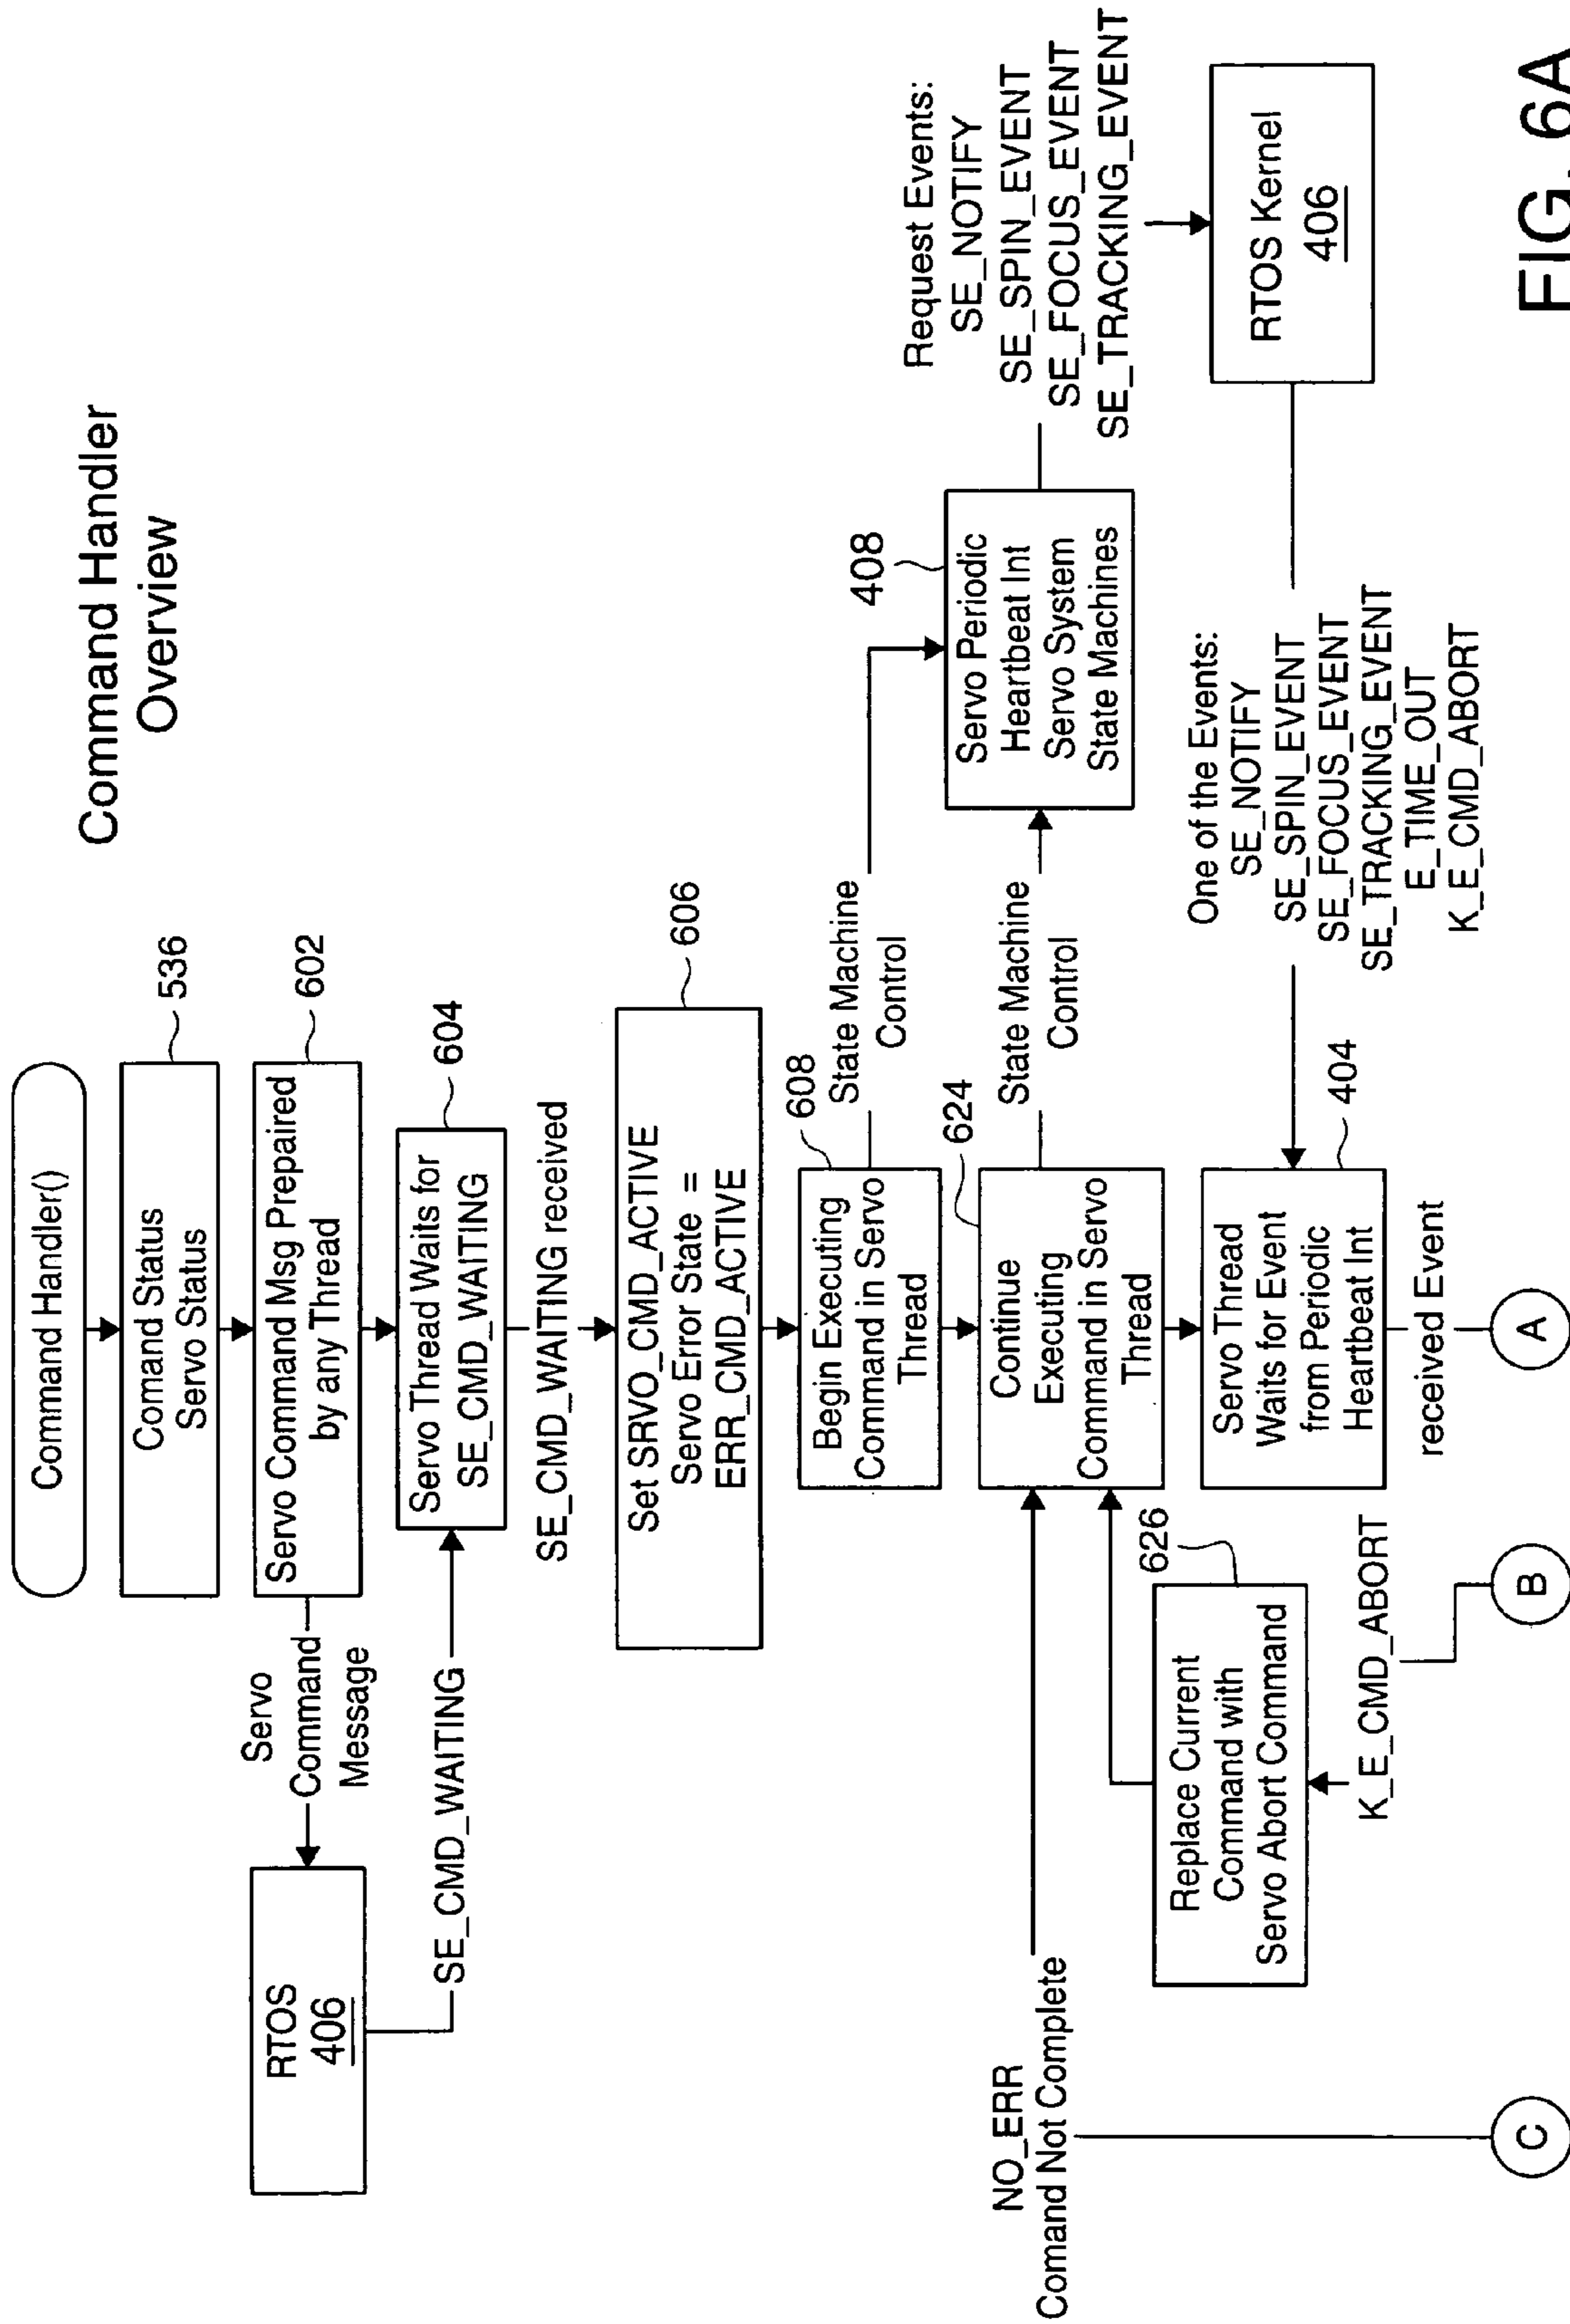 Command Handler
Overview
Command Handler()
Comand Status
Servo Status
536
Servo Command Msg Prepaired
by any Thread
602
Servo
Command
Message
RTOS
406
Servo Thread Waits for
SE_CMD_WAITING
604
SE_CMD_WAITING
SE_CMD_WAITING received
Set SRVO_CMD_ACTIVE
Servo Error State =
ERR_CMD_ACTIVE
606
Begin Executing
Command in Servo
Thread
608
State Machine
Control
408
Servo Periodic
Heartbeat Int
Servo System
State Machines
Request Events:
SE_NOTIFY
SE_SPIN_EVENT
SE_FOCUS_EVENT
SE_TRACKING_EVENT
Continue
Executing
Command in Servo
Thread
624
State Machine
Control
RTOS Kernel
406
NO_ERR
Comand Not Complete
One of the Events:
SE_NOTIFY
SE_SPIN_EVENT
SE_FOCUS_EVENT
SE_TRACKING_EVENT
E_TIME_OUT
K_E_CMD_ABORT
Replace Current
Command with
Servo Abort Command
626
Servo Thread
Waits for Event
from Periodic
Heartbeat Int
404
K_E_CMD_ABORT
received Event
C
B
A
FIG. 6A